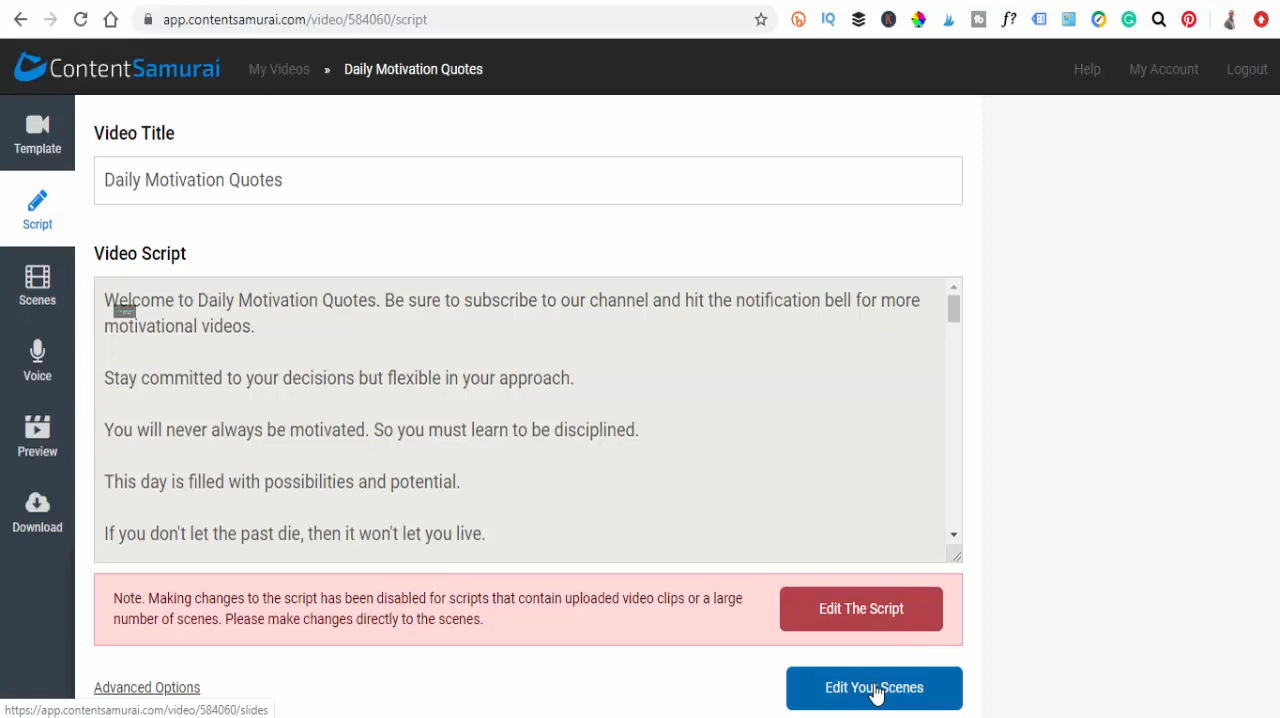 app.contentsamurai.com/video/584060/script
ContentSamurai My Videos » Daily Motivation Quotes Help My Account Logout
Template
Script
Scenes
Voice
Preview
Download
Video Title
Daily Motivation Quotes
Video Script
Welcome to Daily Motivation Quotes. Be sure to subscribe to our channel and hit the notification bell for more
motivational videos.
Stay committed to your decisions but flexible in your approach.
You will never always be motivated. So you must learn to be disciplined.
This day is filled with possibilities and potential.
If you don't let the past die, then it won't let you live.
Note. Making changes to the script has been disabled for scripts that contain uploaded video clips or a large
number of scenes. Please make changes directly to the scenes.
Edit The Script
Advanced Options
Edit Your Scenes
https://app.contentsamurai.com/video/584060/slides